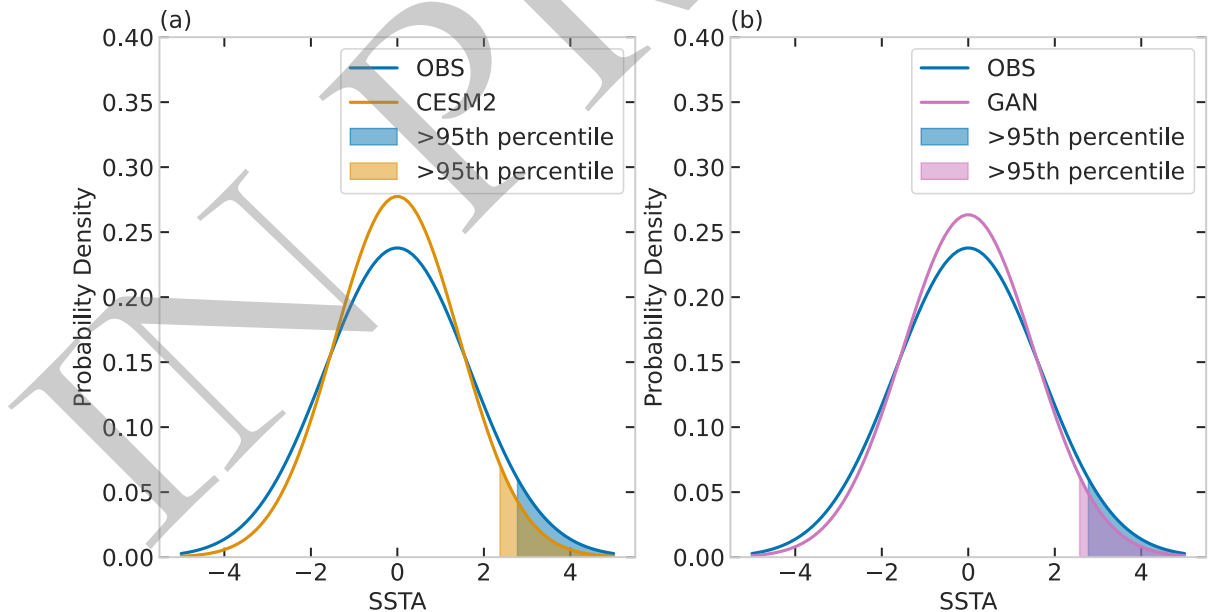 (a)
0.40
0.35
0.30
0.25
0.20
0.15
0.10
0.05
0.00
Probability Density
OBS
CESM2
>95th percentile
>95th percentile
−4
−2
0
2
4
SSTA
(b)
0.40
0.35
0.30
0.25
0.20
0.15
0.10
0.05
0.00
Probability Density
OBS
GAN
>95th percentile
>95th percentile
−4
−2
0
2
4
SSTA
IN